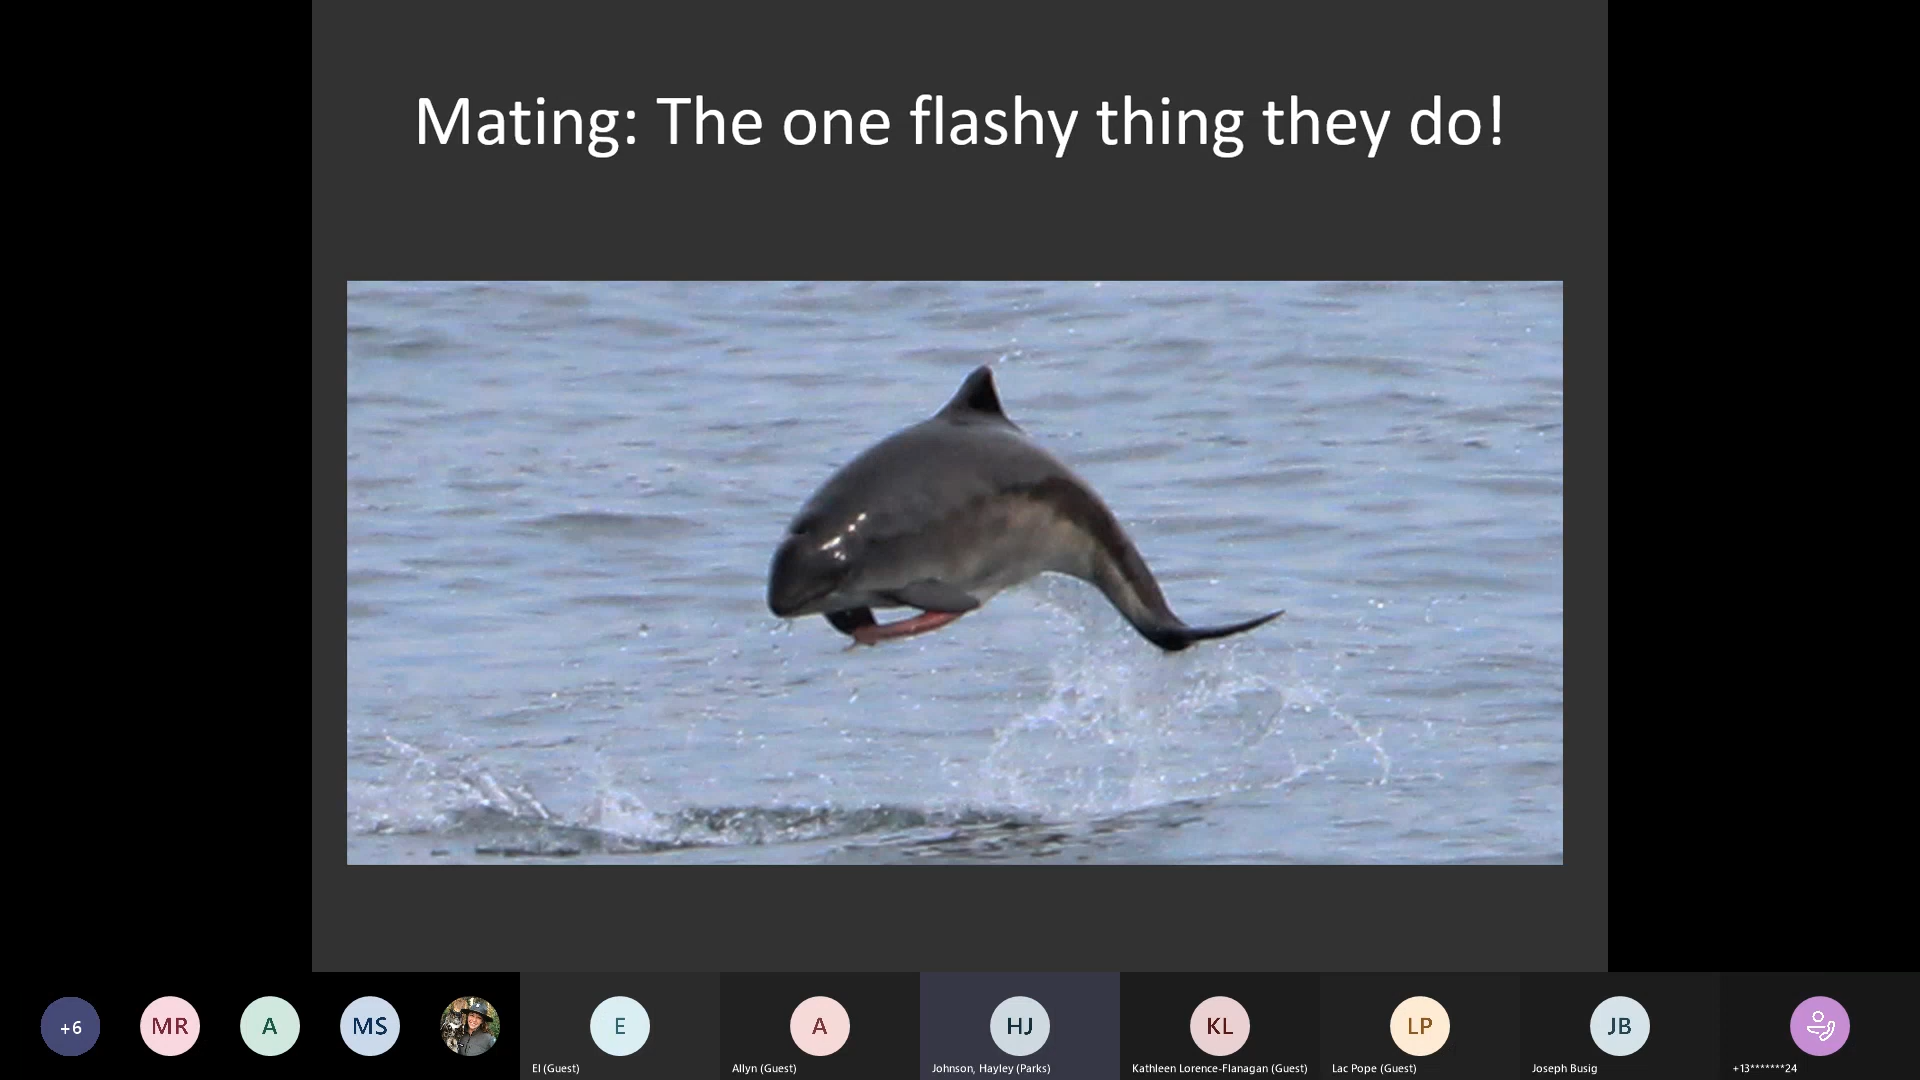 Mating: The one flashy thing they do!
+6
MR
A
MS
E
A
HJ
KL
LP
JB
El (Guest)
Allyn (Guest)
Johnson, Hayley (Parks)
Kathleen Lorence-Flanagan (Guest)
Lac Pope (Guest)
Joseph Busig
+13*******24